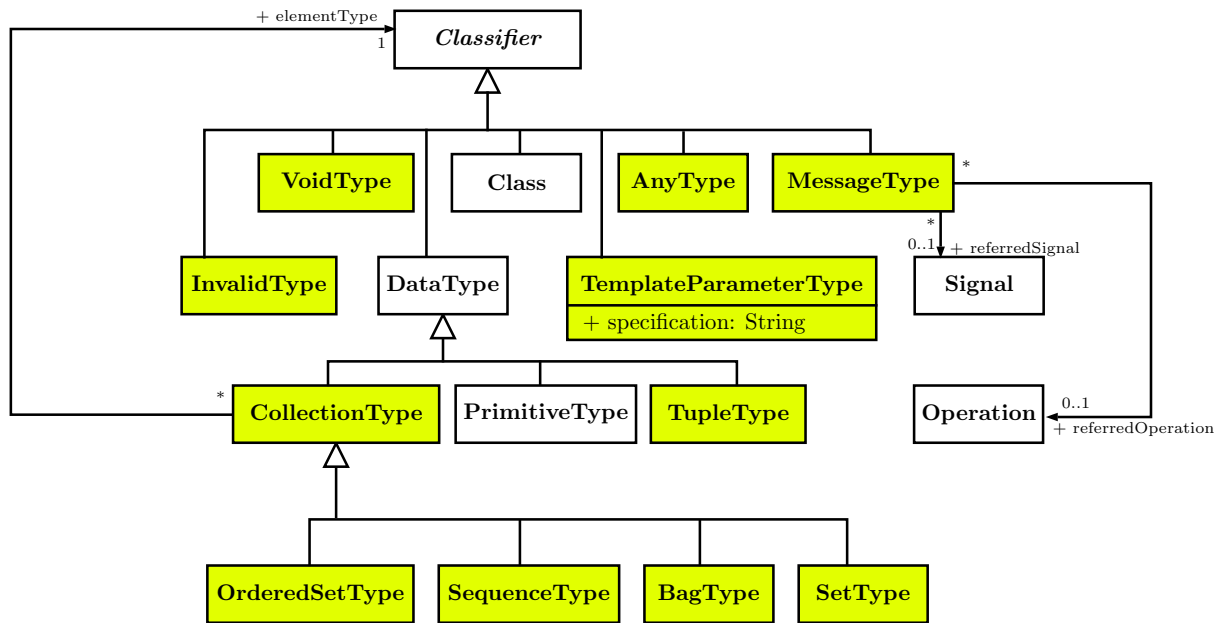 + elementType
1
Classifier
VoidType
Class
AnyType
MessageType
*
*
0..1
+ referredSignal
InvalidType
DataType
TemplateParameterType
+ specification: String
Signal
*
CollectionType
PrimitiveType
TupleType
Operation
0..1
+ referredOperation
OrderedSetType
SequenceType
BagType
SetType